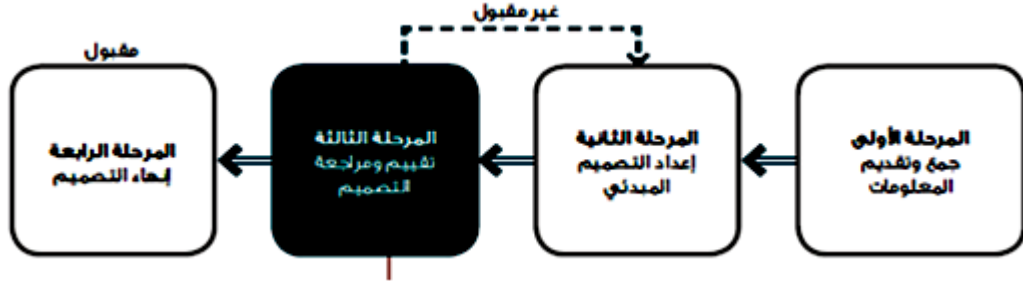 غير مقبول
مقبول
المرحلة الأولى
جمع وتقديم
المعلومات
المرحلة الثانية
إعداد التصميم
المبدئي
المرحلة الثالثة
تقييم ومراجعة
التصميم
المرحلة الرابعة
إنهاء التصميم